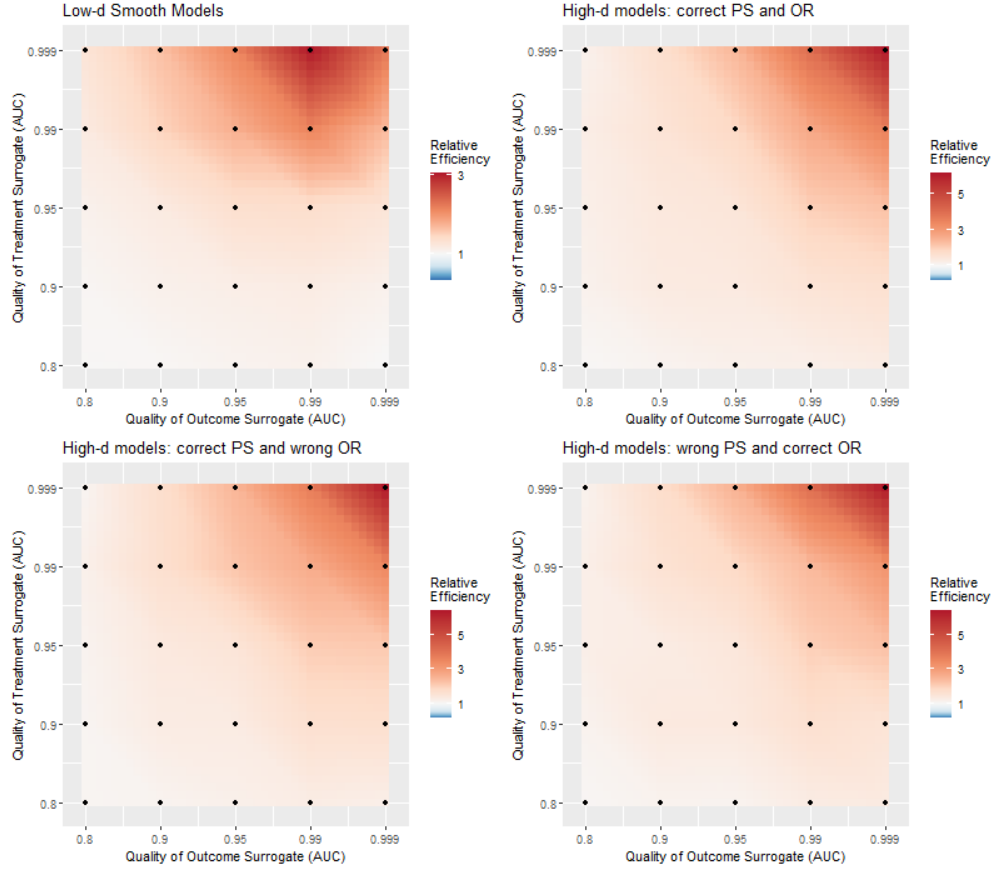 Low-d Smooth Models
Quality of Treatment Surrogate (AUC)
0.999
0.99
0.95
0.9
0.8
0.8 0.9 0.95 0.99 0.999
Quality of Outcome Surrogate (AUC)
Relative
Efficiency
3
1
High-d models: correct PS and OR
Quality of Treatment Surrogate (AUC)
0.999
0.99
0.95
0.9
0.8
0.8 0.9 0.95 0.99 0.999
Quality of Outcome Surrogate (AUC)
Relative
Efficiency
5
3
1
High-d models: correct PS and wrong OR
Quality of Treatment Surrogate (AUC)
0.999
0.99
0.95
0.9
0.8
0.8 0.9 0.95 0.99 0.999
Quality of Outcome Surrogate (AUC)
Relative
Efficiency
5
3
1
High-d models: wrong PS and correct OR
Quality of Treatment Surrogate (AUC)
0.999
0.99
0.95
0.9
0.8
0.8 0.9 0.95 0.99 0.999
Quality of Outcome Surrogate (AUC)
Relative
Efficiency
5
3
1